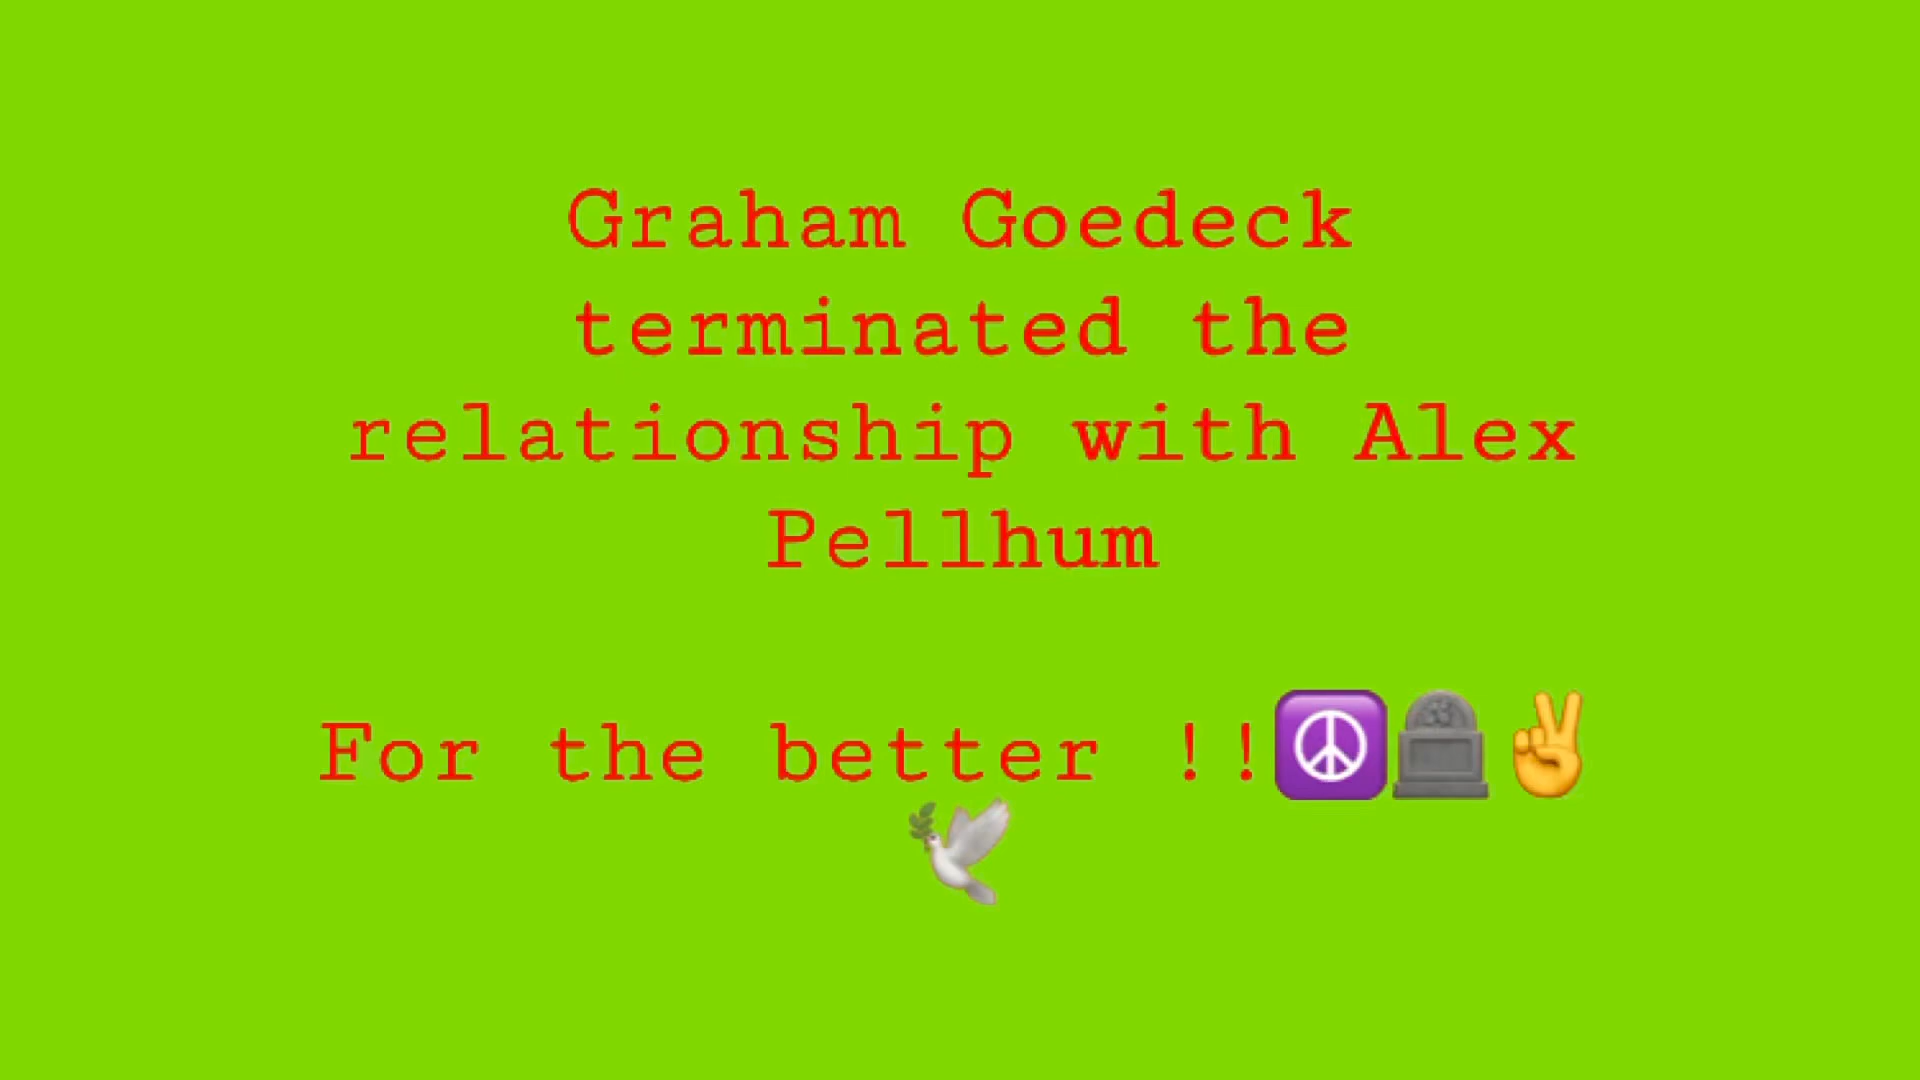 Graham Goedeck
terminated the
relationship with Alex
Pellhum
For the better !!☮️🪦✌️
🕊️